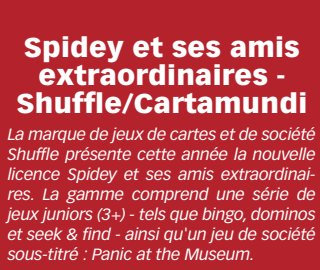 Spidey et ses amis
extraordinaires -
Shuffle/Cartamundi
La marque de jeux de cartes et de société
Shuffle présente cette année la nouvelle
licence Spidey et ses amis extraordinai-
res. La gamme comprend une série de
jeux juniors (3+) - tels que bingo, dominos
et seek & find - ainsi qu'un jeu de société
sous-titré : Panic at the Museum.